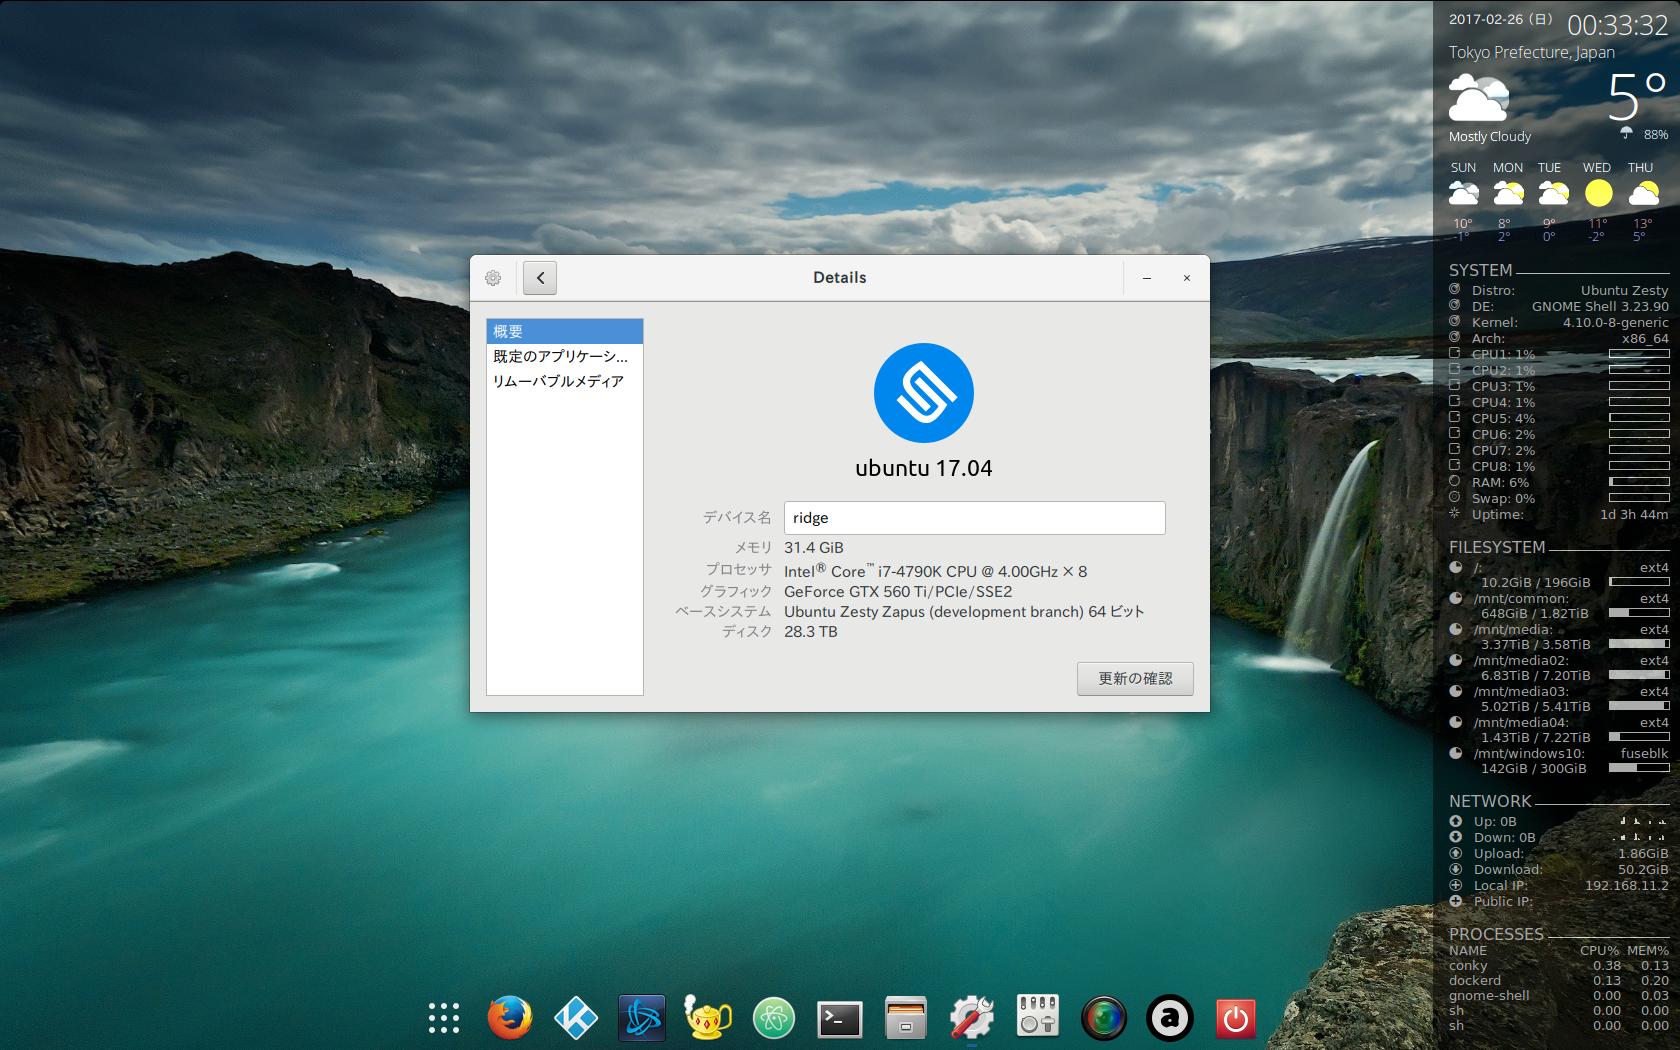 Details
概要
既定のアプリケーシ...
リムーバブルメディア
ubuntu 17.04
デバイス名 ridge
メモリ 31.4 GiB
プロセッサ Intel® Core™ i7-4790K CPU @ 4.00GHz × 8
グラフィック GeForce GTX 560 Ti/PCIe/SSE2
ベースシステム Ubuntu Zesty Zapus (development branch) 64 ビット
ディスク 28.3 TB
更新の確認
2017-02-26 (日) 00:33:32
Tokyo Prefecture, Japan
5°
Mostly Cloudy 88%
SUN MON TUE WED THU
10° 8° 9° 11° 13°
-1° 2° 0° -2° 5°
SYSTEM
Distro: Ubuntu Zesty
DE: GNOME Shell 3.23.90
Kernel: 4.10.0-8-generic
Arch: x86_64
CPU1: 1%
CPU2: 1%
CPU3: 1%
CPU4: 1%
CPU5: 4%
CPU6: 2%
CPU7: 2%
CPU8: 1%
RAM: 6%
Swap: 0%
Uptime: 1d 3h 44m
FILESYSTEM
/: ext4
10.2GiB / 196GiB
/mnt/common: ext4
648GiB / 1.82TiB
/mnt/media: ext4
3.37TiB / 3.58TiB
/mnt/media02: ext4
6.83TiB / 7.20TiB
/mnt/media03: ext4
5.02TiB / 5.41TiB
/mnt/media04: ext4
1.43TiB / 7.22TiB
/mnt/windows10: fuseblk
142GiB / 300GiB
NETWORK
Up: 0B
Down: 0B
Upload: 1.86GiB
Download: 50.2GiB
Local IP: 192.168.11.2
Public IP:
PROCESSES
NAME CPU% MEM%
conky 0.38 0.13
dockerd 0.13 0.20
gnome-shell 0.00 0.03
sh 0.00 0.00
sh 0.00 0.00